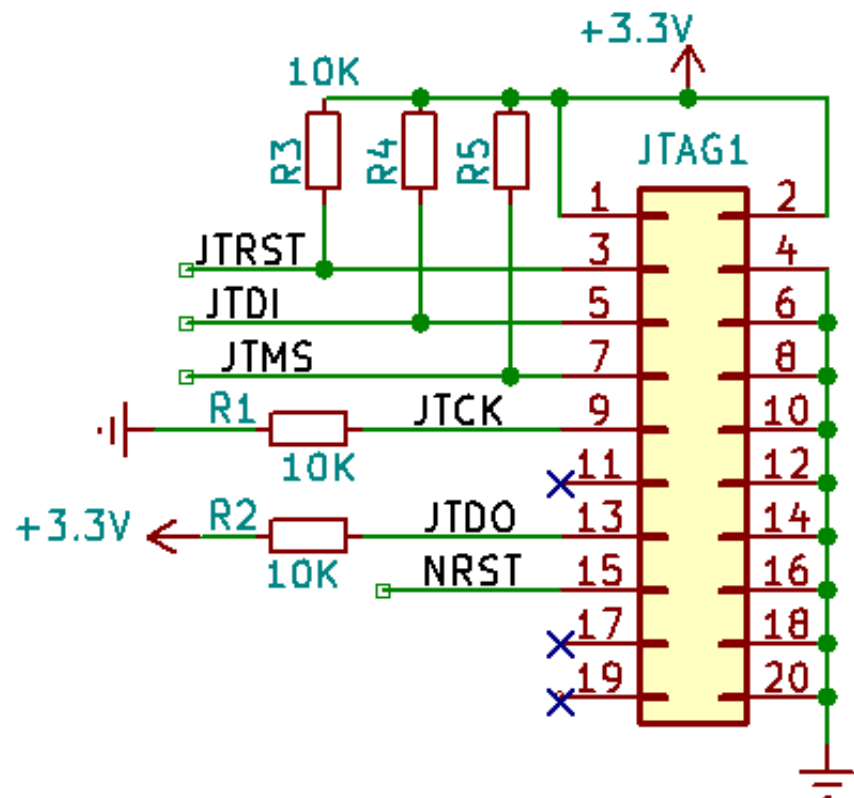 +3.3V
10K
JTAG1
R3 R4 R5
1 2
JTRST 3 4
JTDI 5 6
JTMS 7 8
R1 JTCK 9 10
10K
11 12
+3.3V R2 JTDO 13 14
10K
NRST 15 16
17 18
19 20